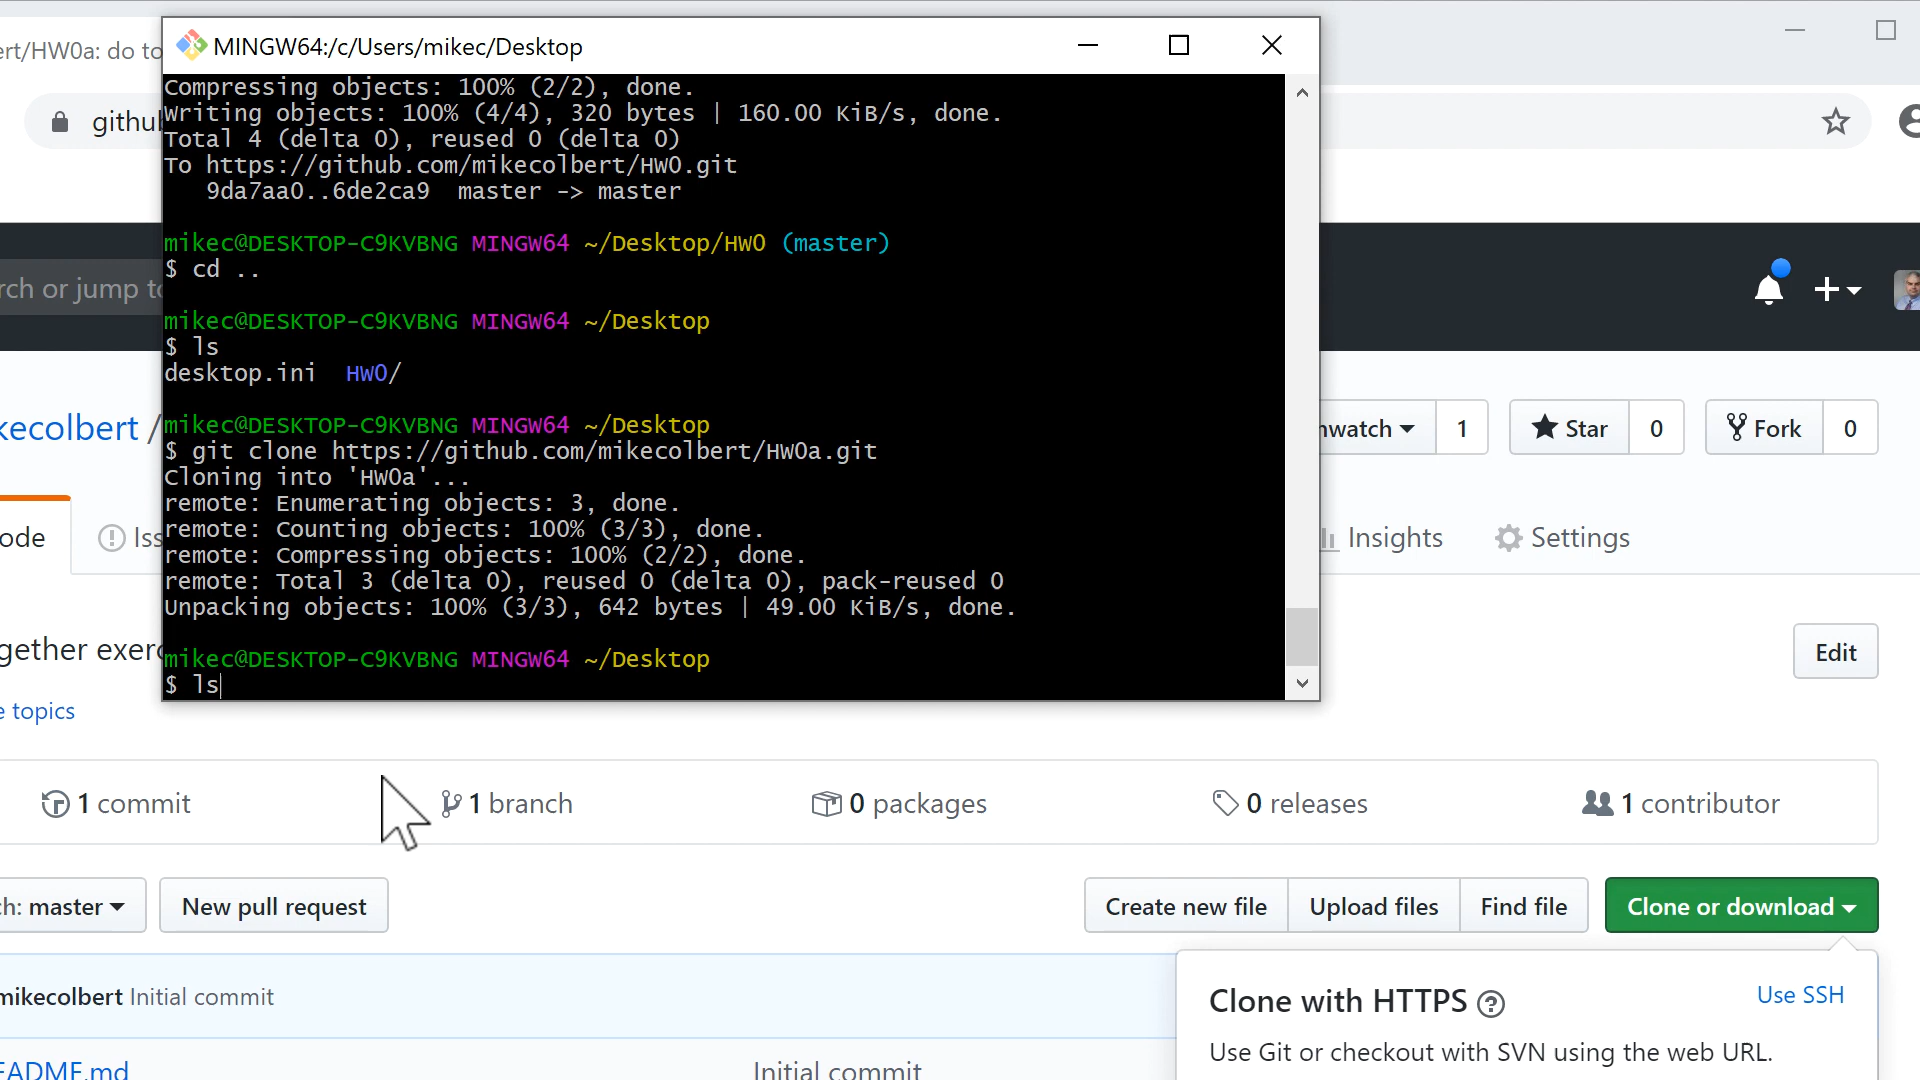 ert/HW0a: do to
MINGW64:/c/Users/mikec/Desktop
githu
Compressing objects: 100% (2/2), done.
Writing objects: 100% (4/4), 320 bytes | 160.00 KiB/s, done.
Total 4 (delta 0), reused 0 (delta 0)
To https://github.com/mikecolbert/HW0.git
9da7aa0..6de2ca9  master -> master
mikec@DESKTOP-C9KVBNG MINGW64 ~/Desktop/HW0 (master)
$ cd ..
rch or jump to
mikec@DESKTOP-C9KVBNG MINGW64 ~/Desktop
$ ls
desktop.ini  HW0/
mikec@DESKTOP-C9KVBNG MINGW64 ~/Desktop
$ git clone https://github.com/mikecolbert/HW0a.git
Cloning into 'HW0a'...
remote: Enumerating objects: 3, done.
remote: Counting objects: 100% (3/3), done.
remote: Compressing objects: 100% (2/2), done.
remote: Total 3 (delta 0), reused 0 (delta 0), pack-reused 0
Unpacking objects: 100% (3/3), 642 bytes | 49.00 KiB/s, done.
mikec@DESKTOP-C9KVBNG MINGW64 ~/Desktop
$ ls
kecolbert /
nwatch 1 Star 0 Fork 0
ode Iss Insights Settings
gether exerc
Edit
e topics
1 commit 1 branch 0 packages 0 releases 1 contributor
ch: master New pull request Create new file Upload files Find file Clone or download
mikecolbert Initial commit
Clone with HTTPS ? Use SSH
Use Git or checkout with SVN using the web URL.
EADME.md Initial commit